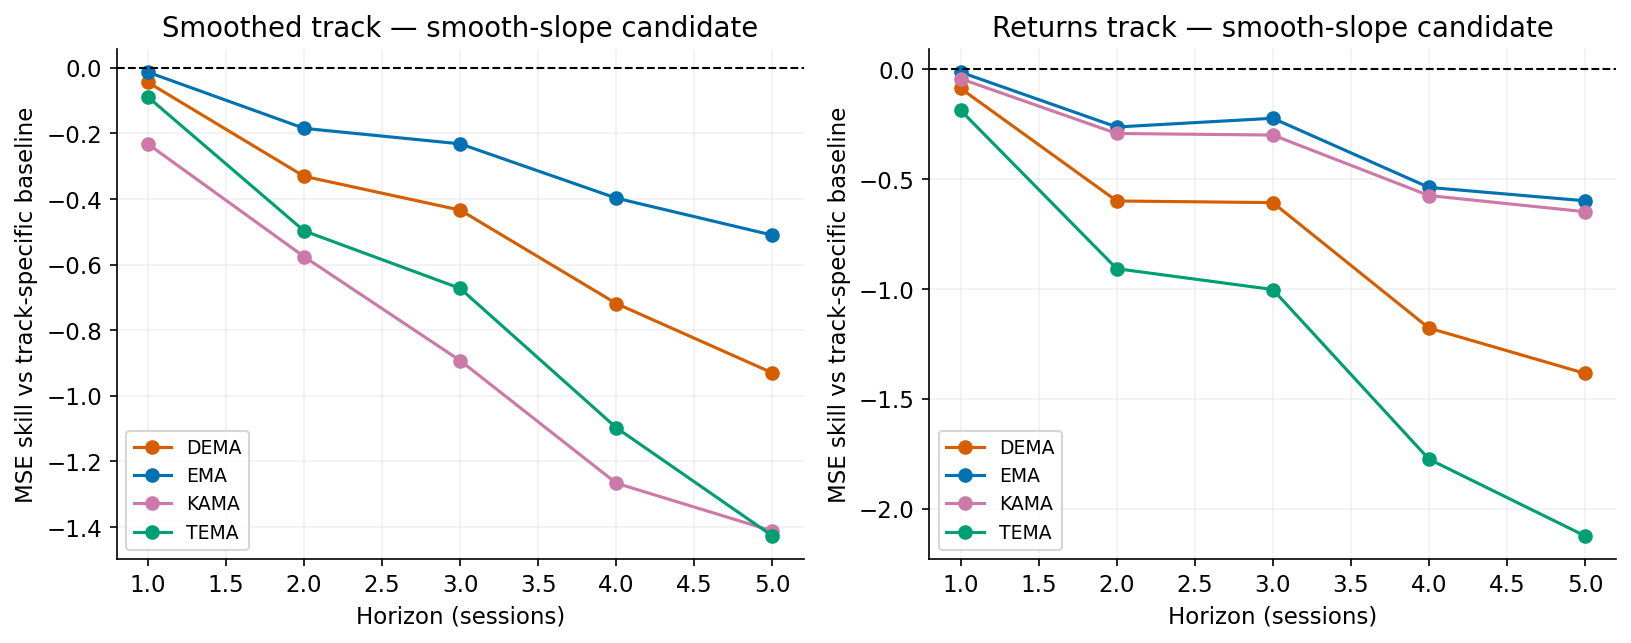 Smoothed track — smooth-slope candidate
MSE skill vs track-specific baseline
0.0
−0.2
−0.4
−0.6
−0.8
−1.0
−1.2
−1.4
DEMA
EMA
KAMA
TEMA
1.0 1.5 2.0 2.5 3.0 3.5 4.0 4.5 5.0
Horizon (sessions)
Returns track — smooth-slope candidate
MSE skill vs track-specific baseline
0.0
−0.5
−1.0
−1.5
−2.0
DEMA
EMA
KAMA
TEMA
1.0 1.5 2.0 2.5 3.0 3.5 4.0 4.5 5.0
Horizon (sessions)